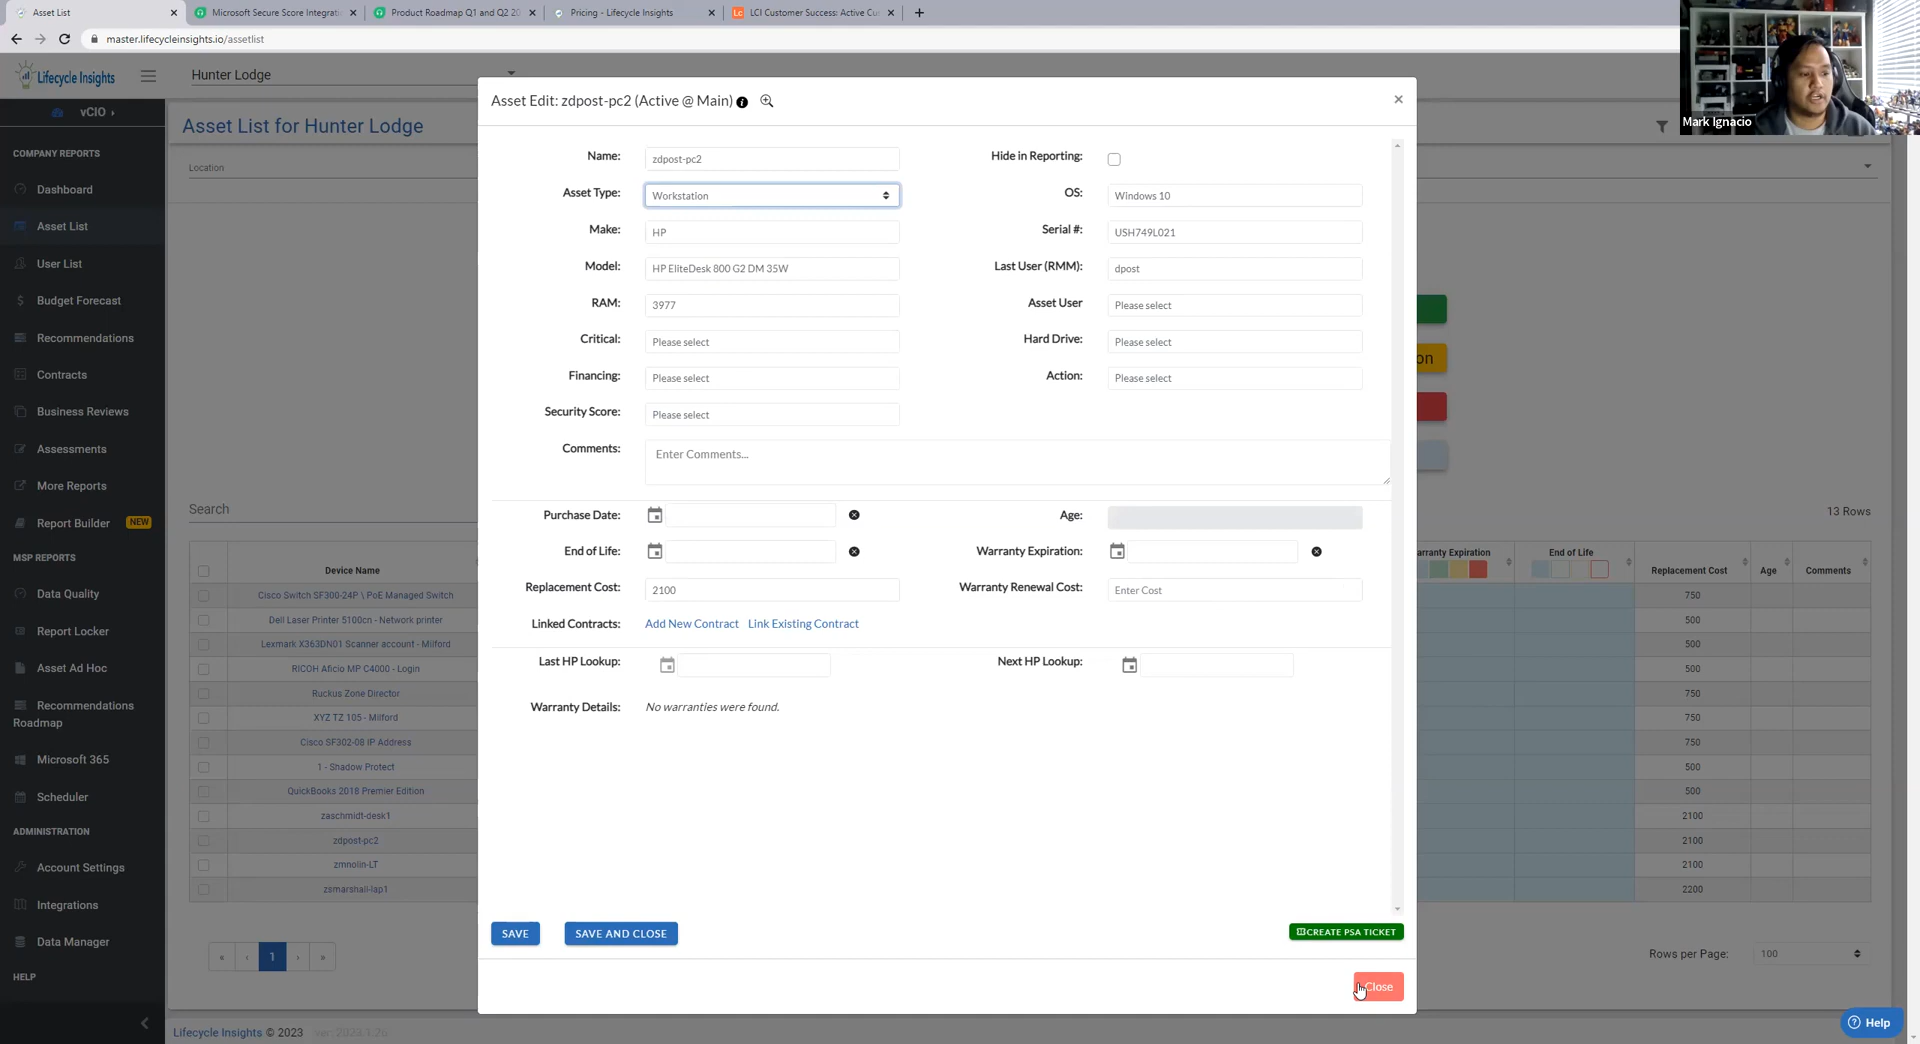 Asset List
Microsoft Secure Score Integrati
Product Roadmap Q1 and Q2 20
Pricing - Lifecycle Insights
LCI Customer Success: Active Cu
master.lifecycleinsights.io/assetlist
Lifecycle Insights
Hunter Lodge
Mark Ignacio
vCIO
COMPANY REPORTS
Dashboard
Asset List
User List
Budget Forecast
Recommendations
Contracts
Business Reviews
Assessments
More Reports
Report Builder NEW
MSP REPORTS
Data Quality
Report Locker
Asset Ad Hoc
Recommendations
Roadmap
Microsoft 365
Scheduler
ADMINISTRATION
Account Settings
Integrations
Data Manager
HELP
Asset List for Hunter Lodge
Location
Search
Device Name
Cisco Switch SF300-24P \ PoE Managed Switch
Dell Laser Printer 5100cn - Network printer
Lexmark X363DN01 Scanner account - Milford
RICOH Aficio MP C4000 - Login
Ruckus Zone Director
XYZ TZ 105 - Milford
Cisco SF302-08 IP Address
1 - Shadow Protect
QuickBooks 2018 Premier Edition
zaschmidt-desk1
zdpost-pc2
zmnolin-LT
zsmarshall-lap1
« ‹ 1 › »
Lifecycle Insights © 2023
Asset Edit: zdpost-pc2 (Active @ Main)
Name: zdpost-pc2
Hide in Reporting:
Asset Type: Workstation
OS: Windows 10
Make: HP
Serial #: USH749L021
Model: HP EliteDesk 800 G2 DM 35W
Last User (RMM): dpost
RAM: 3977
Asset User Please select
Critical: Please select
Hard Drive: Please select
Financing: Please select
Action: Please select
Security Score: Please select
Comments: Enter Comments...
Purchase Date:
Age:
End of Life:
Warranty Expiration:
Replacement Cost: 2100
Warranty Renewal Cost: Enter Cost
Linked Contracts: Add New Contract Link Existing Contract
Last HP Lookup:
Next HP Lookup:
Warranty Details: No warranties were found.
SAVE
SAVE AND CLOSE
CREATE PSA TICKET
Close
on
13 Rows
arranty Expiration
End of Life
Replacement Cost
Age
Comments
750
500
500
500
750
750
750
500
500
2100
2100
2100
2200
Rows per Page: 100
Help